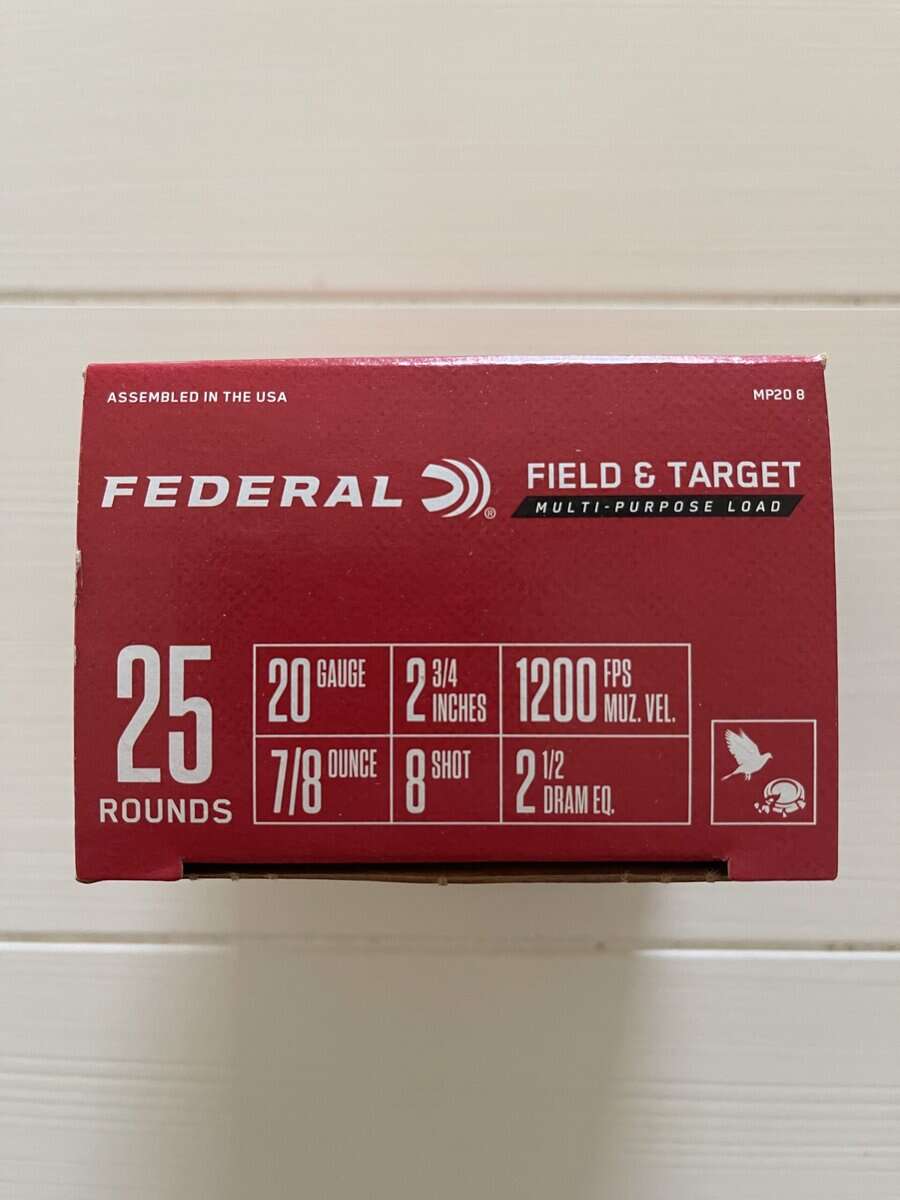 ASSEMBLED IN THE USA
MP20 8
FEDERAL®
FIELD & TARGET
MULTI-PURPOSE LOAD
25
ROUNDS
20 GAUGE
2 3/4 INCHES
1200 FPS MUZ. VEL.
7/8 OUNCE
8 SHOT
2 1/2 DRAM EQ.